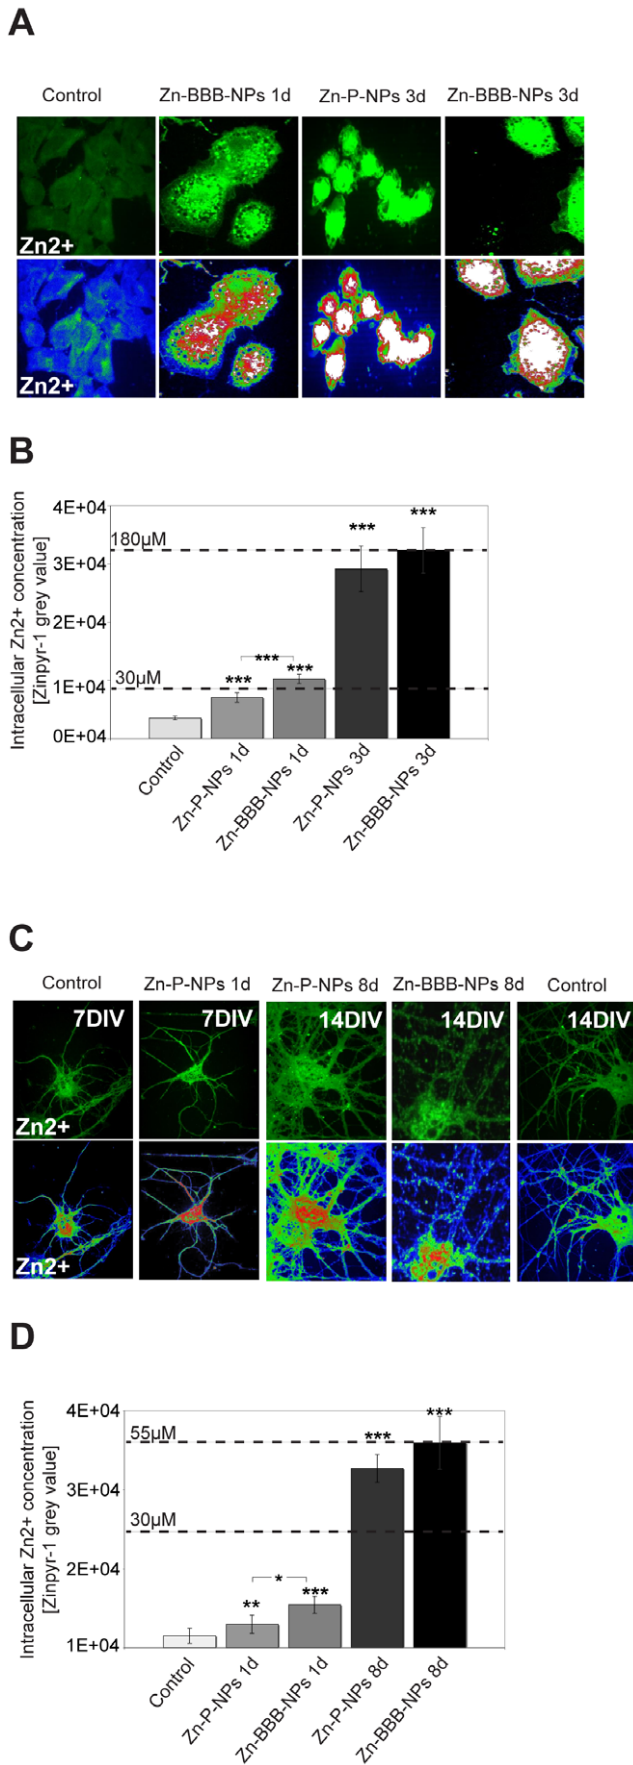 A
Control Zn-BBB-NPs 1d Zn-P-NPs 3d Zn-BBB-NPs 3d
Zn2+
Zn2+
B
Intracellular Zn2+ concentration
[Zinpyr-1 grey value]
4E+04
3E+04
2E+04
1E+04
0E+04
180µM
30µM
***
***
***
***
***
Control
Zn-P-NPs 1d
Zn-BBB-NPs 1d
Zn-P-NPs 3d
Zn-BBB-NPs 3d
C
Control Zn-P-NPs 1d Zn-P-NPs 8d Zn-BBB-NPs 8d Control
7DIV 7DIV 14DIV 14DIV 14DIV
Zn2+
Zn2+
D
Intracellular Zn2+ concentration
[Zinpyr-1 grey value]
4E+04
3E+04
2E+04
1E+04
55µM
30µM
**
*
***
***
***
Control
Zn-P-NPs 1d
Zn-BBB-NPs 1d
Zn-P-NPs 8d
Zn-BBB-NPs 8d